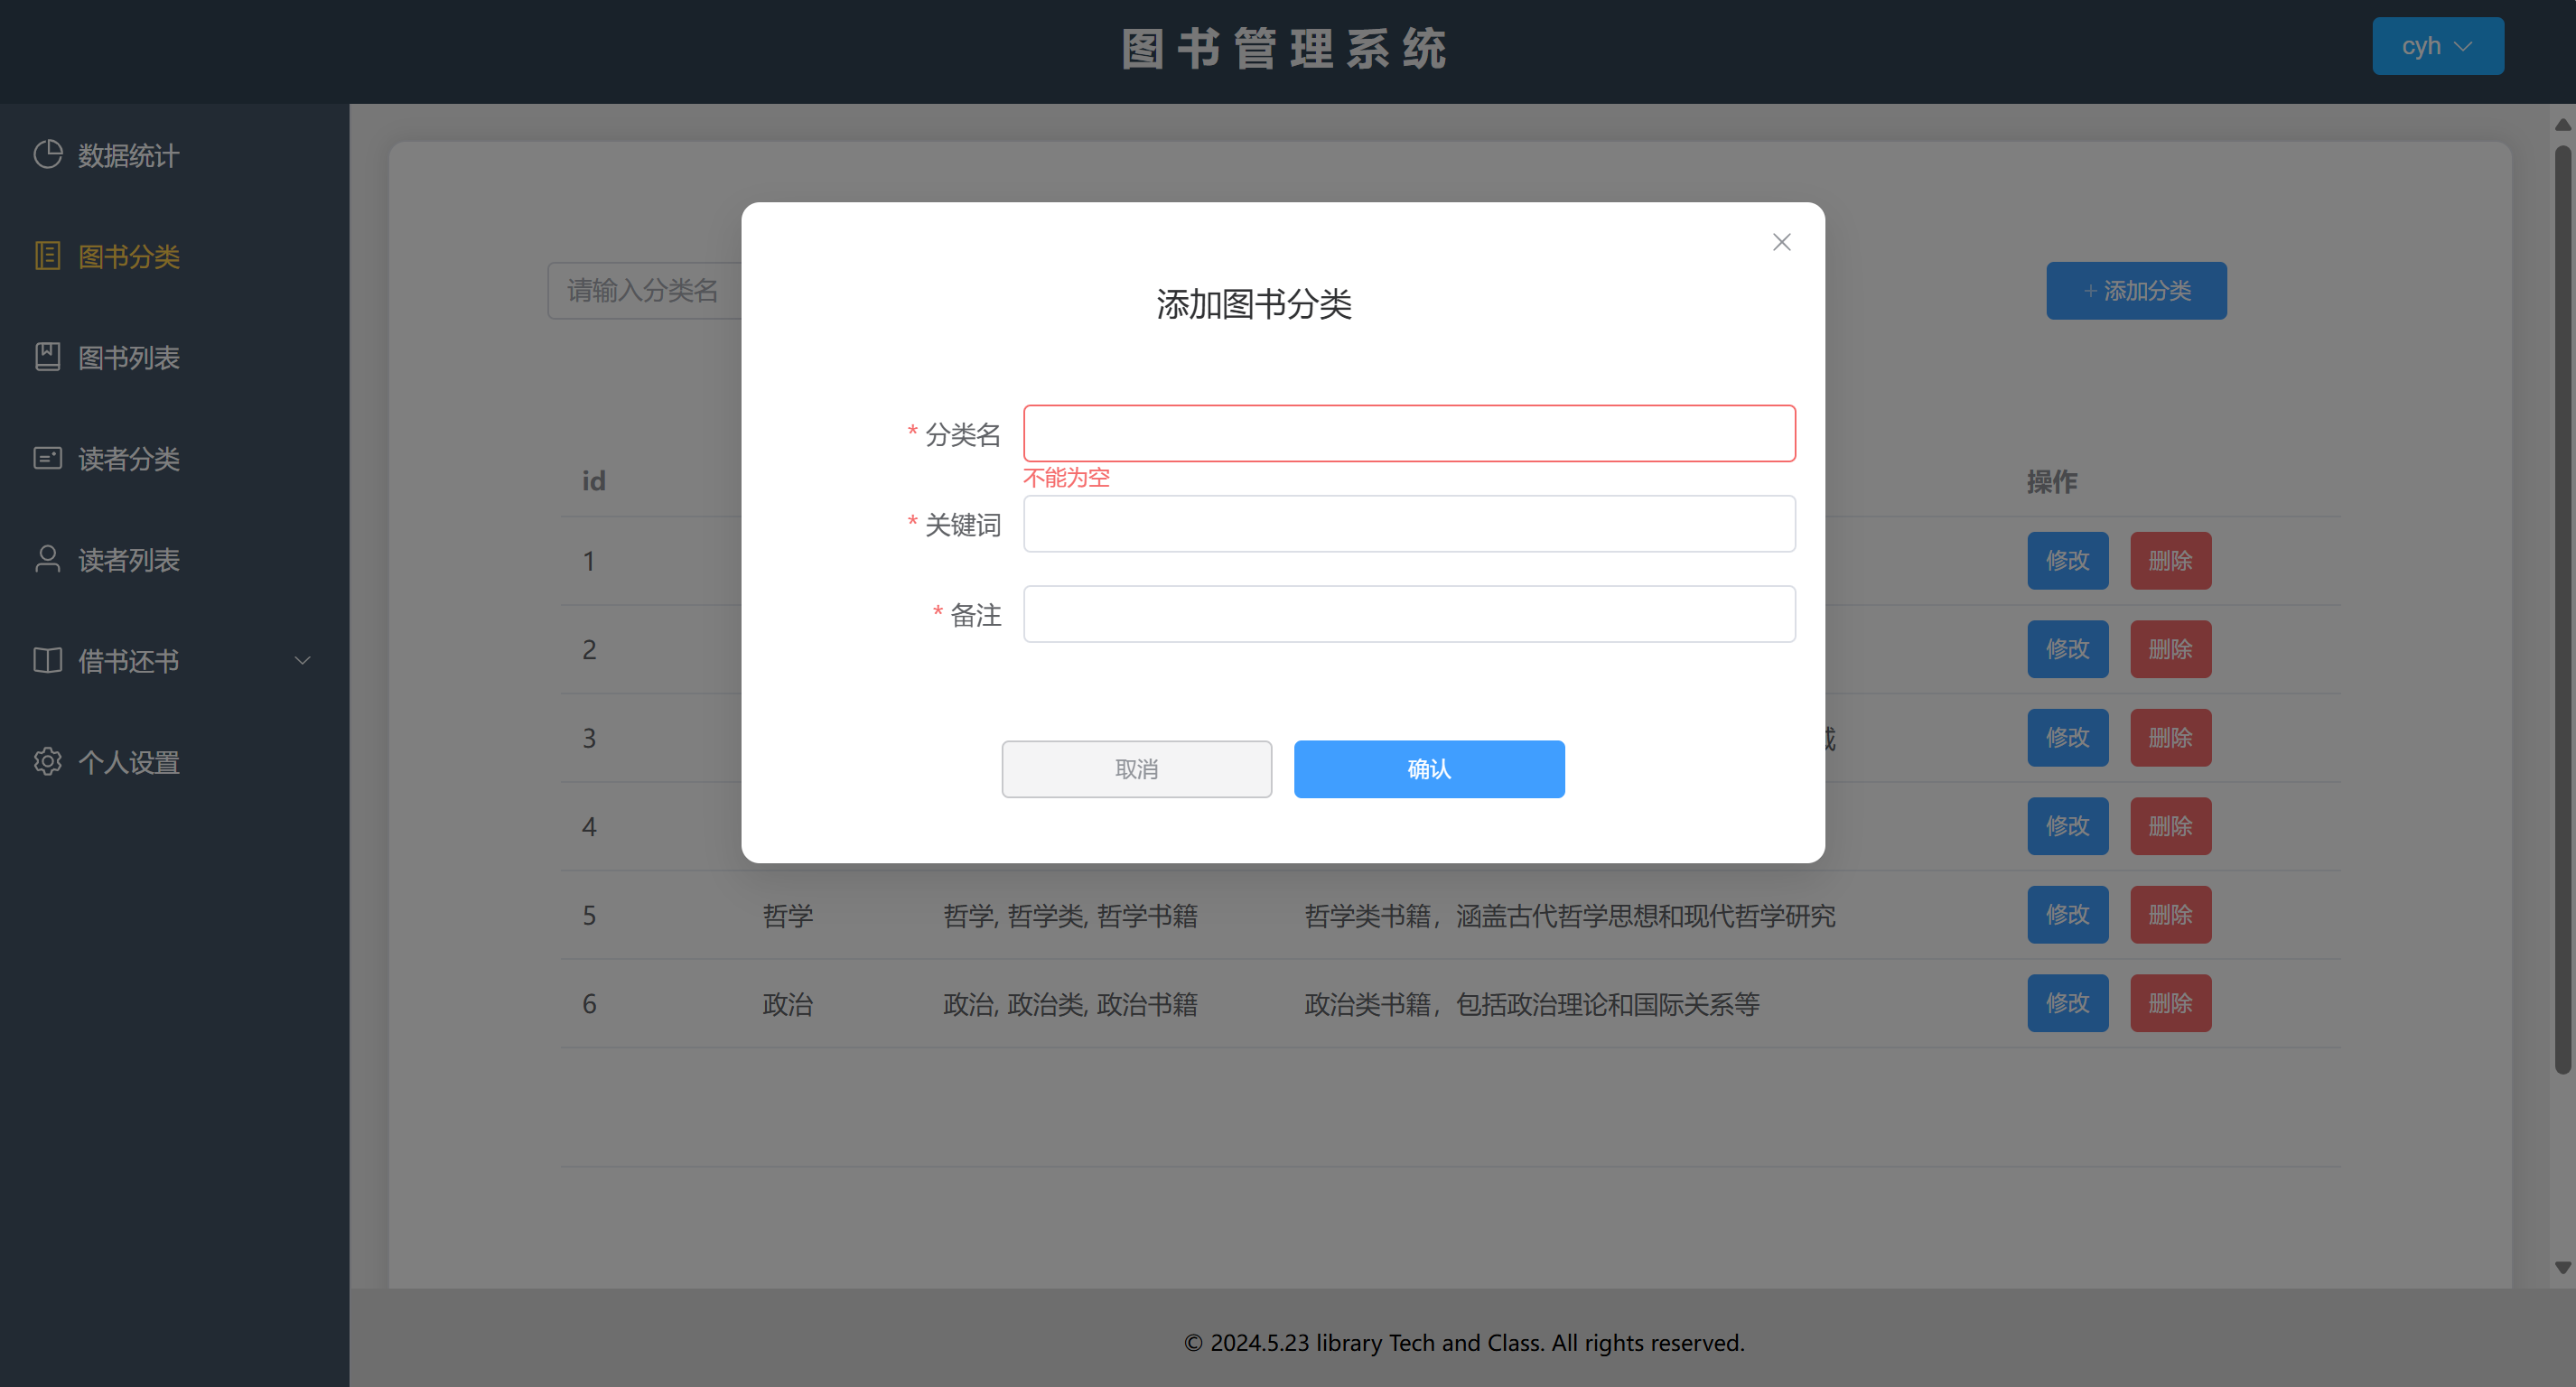 图书管理系统
cyh
数据统计
图书分类
图书列表
读者分类
读者列表
借书还书
个人设置
请输入分类名
+ 添加分类
添加图书分类
* 分类名
不能为空
* 关键词
* 备注
取消 确认
id 操作
1 修改 删除
2 修改 删除
3 修改 删除
4 修改 删除
5 哲学 哲学, 哲学类, 哲学书籍 哲学类书籍，涵盖古代哲学思想和现代哲学研究 修改 删除
6 政治 政治, 政治类, 政治书籍 政治类书籍，包括政治理论和国际关系等 修改 删除
© 2024.5.23 library Tech and Class. All rights reserved.